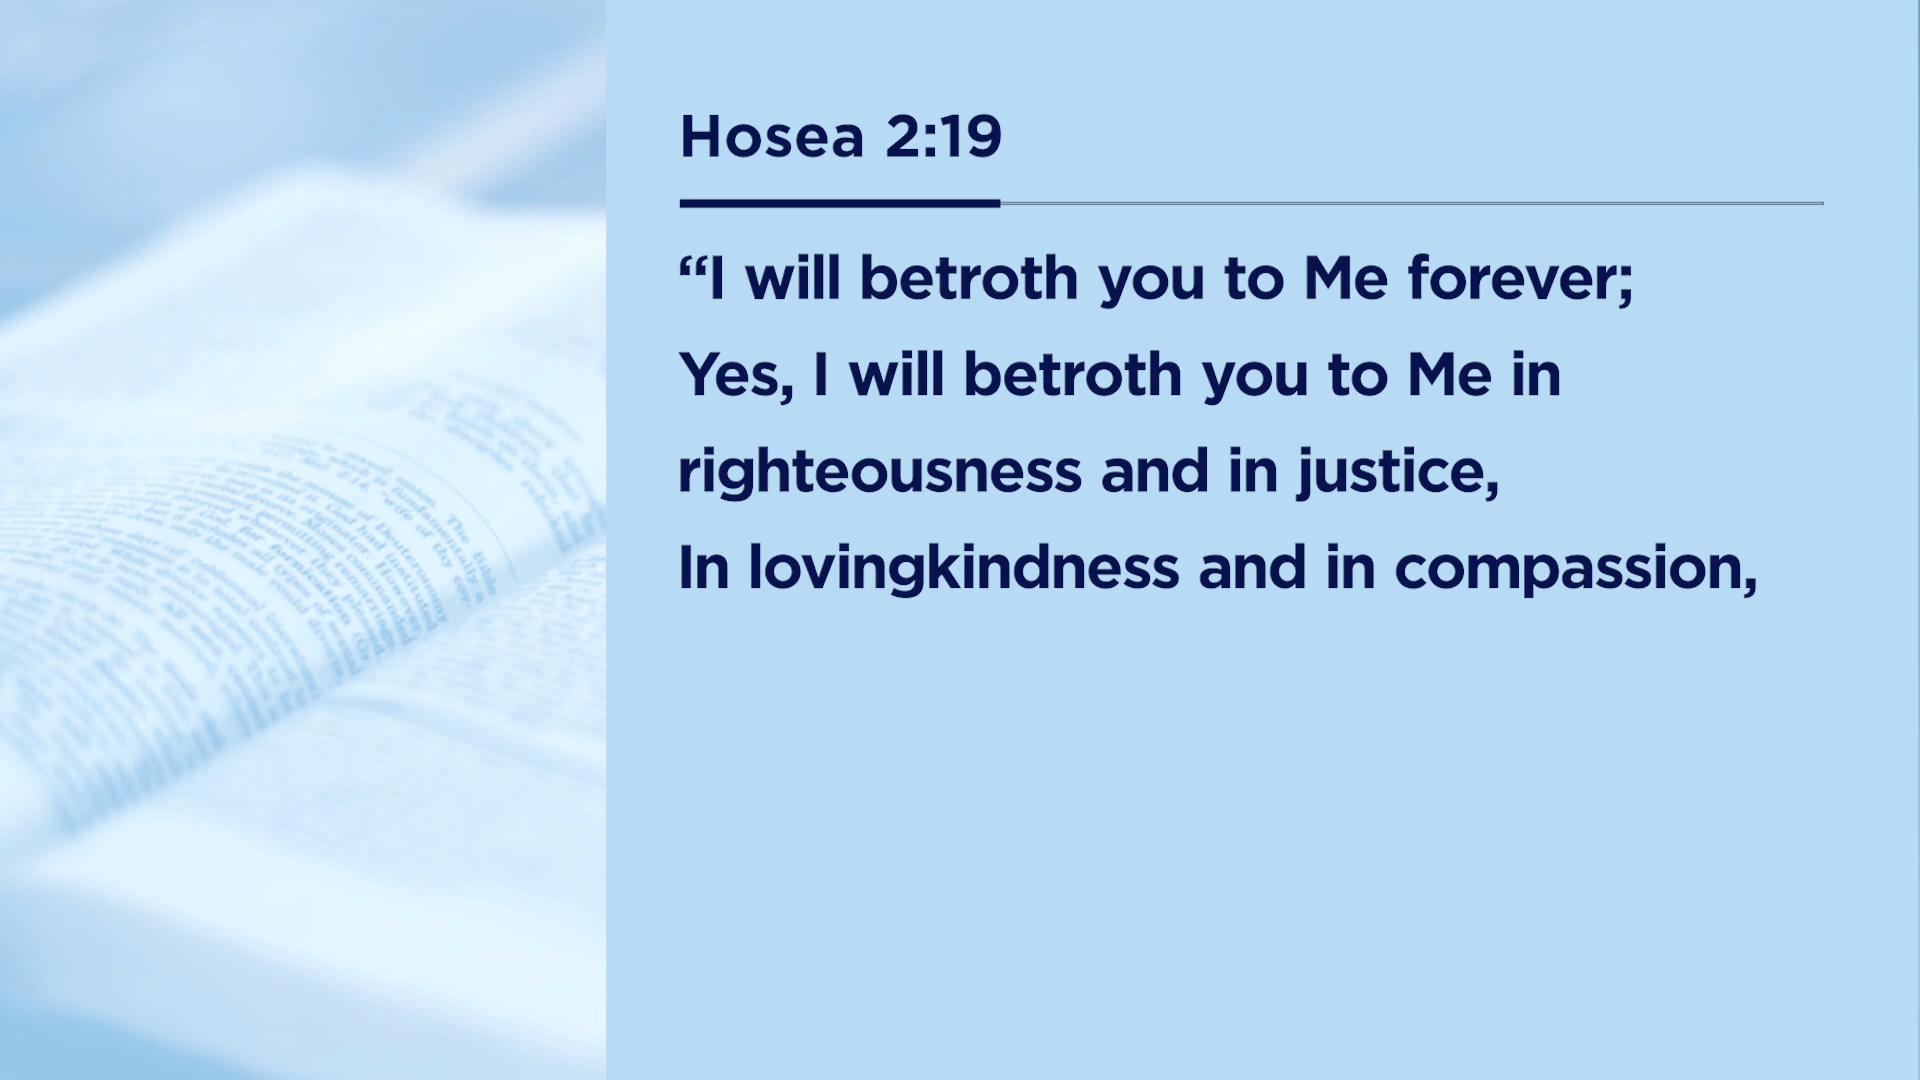 Hosea 2:19
“I will betroth you to Me forever;
Yes, I will betroth you to Me in
righteousness and in justice,
In lovingkindness and in compassion,